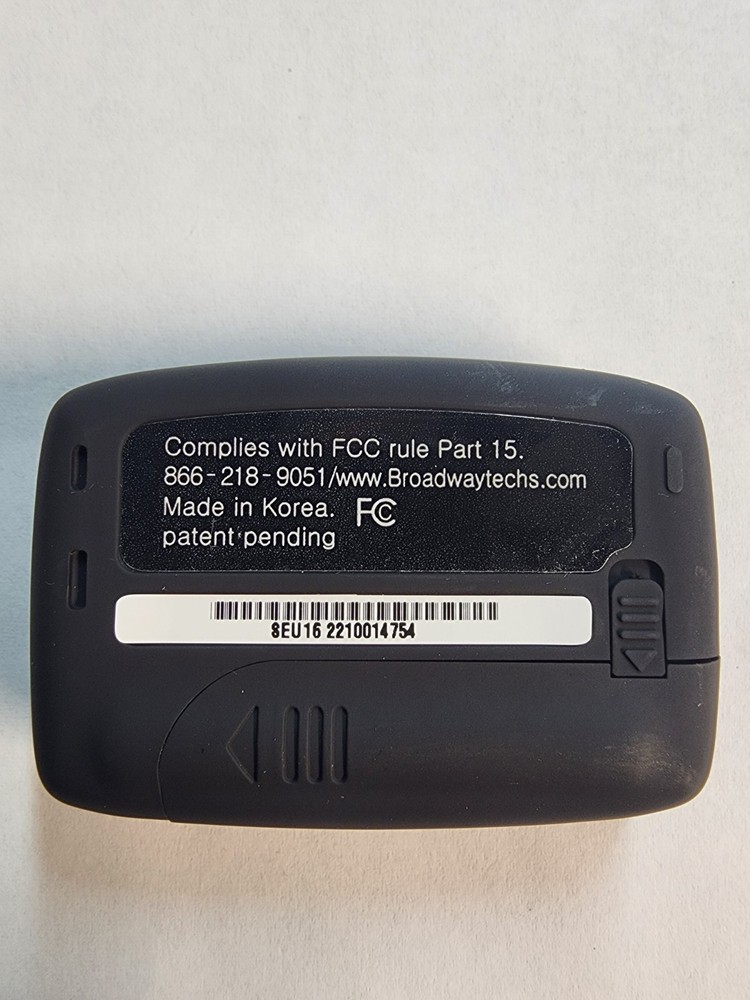 Complies with FCC rule Part 15.
866-218-9051/www.Broadwaytechs.com
Made in Korea. FC
patent pending
SEU16 2210014754